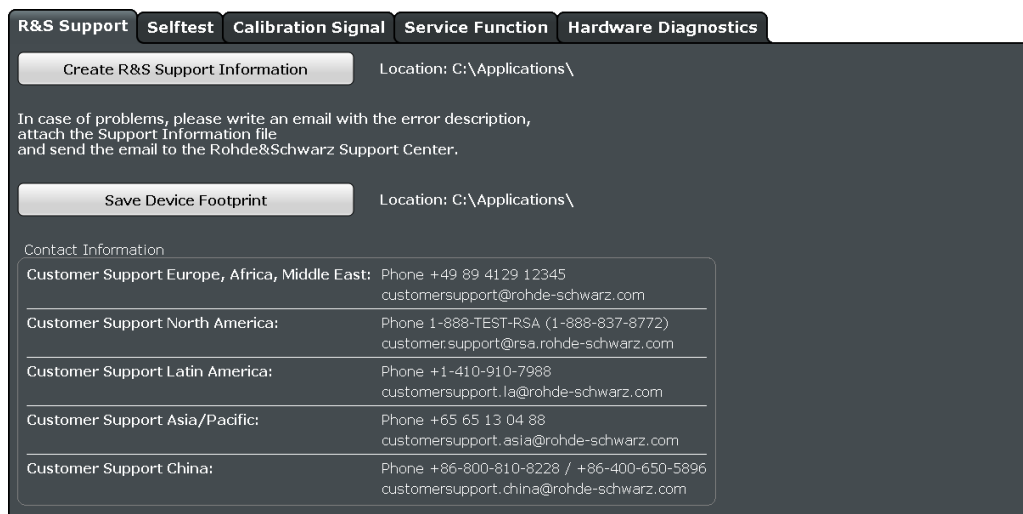 R&S Support Selftest Calibration Signal Service Function Hardware Diagnostics
Create R&S Support Information Location: C:\Applications\
In case of problems, please write an email with the error description,
attach the Support Information file
and send the email to the Rohde&Schwarz Support Center.
Save Device Footprint Location: C:\Applications\
Contact Information
Customer Support Europe, Africa, Middle East: Phone +49 89 4129 12345
customersupport@rohde-schwarz.com
Customer Support North America: Phone 1-888-TEST-RSA (1-888-837-8772)
customer.support@rsa.rohde-schwarz.com
Customer Support Latin America: Phone +1-410-910-7988
customersupport.la@rohde-schwarz.com
Customer Support Asia/Pacific: Phone +65 65 13 04 88
customersupport.asia@rohde-schwarz.com
Customer Support China: Phone +86-800-810-8228 / +86-400-650-5896
customersupport.china@rohde-schwarz.com